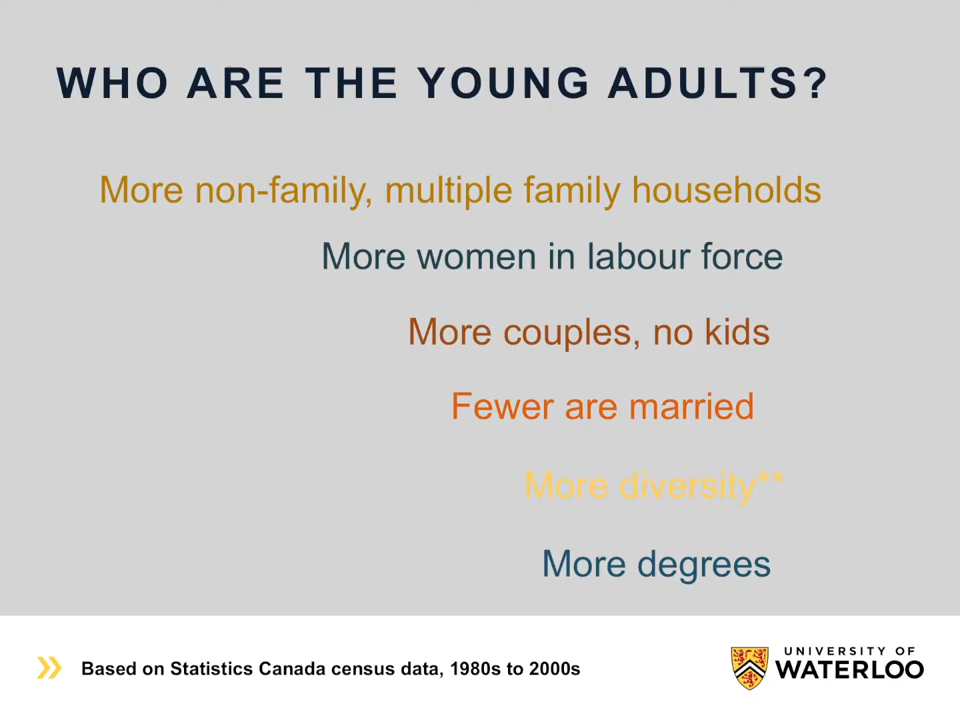 WHO ARE THE YOUNG ADULTS?
More non-family, multiple family households
More women in labour force
More couples, no kids
Fewer are married
More diversity**
More degrees
Based on Statistics Canada census data, 1980s to 2000s
UNIVERSITY OF
WATERLOO